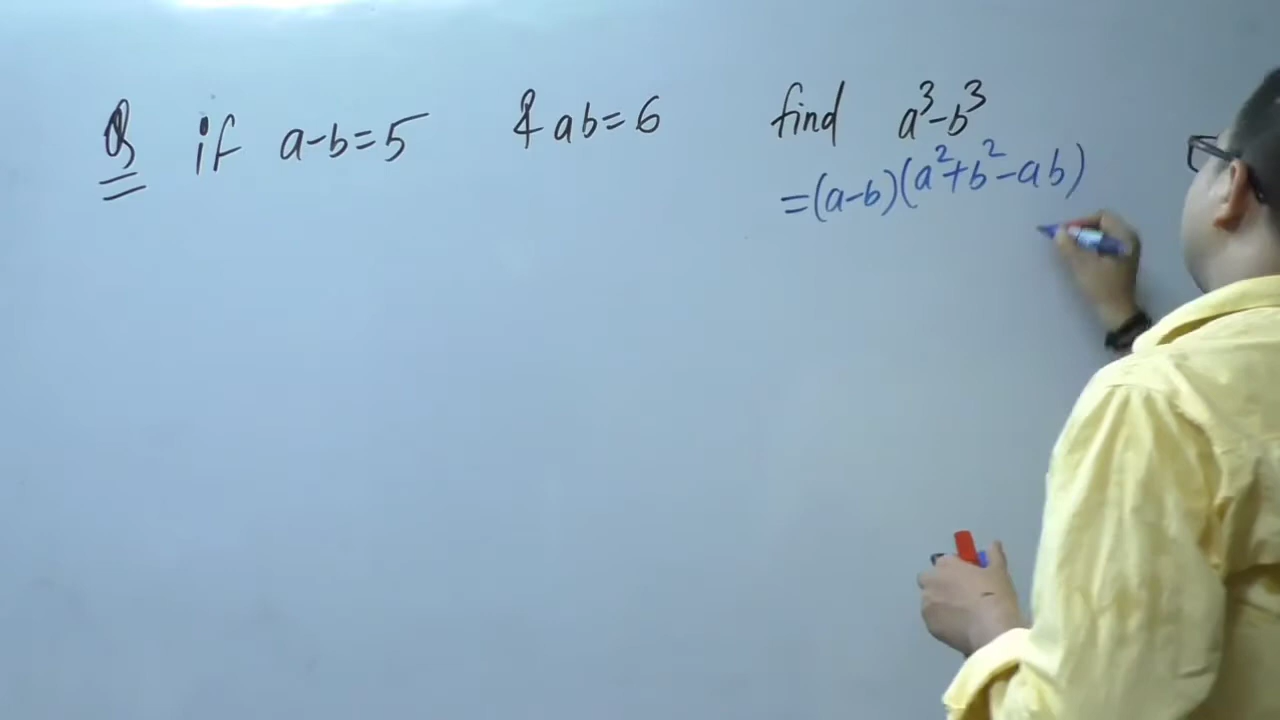 Q if a-b=5 & ab=6 find a³-b³
=(a-b)(a²+b²-ab)